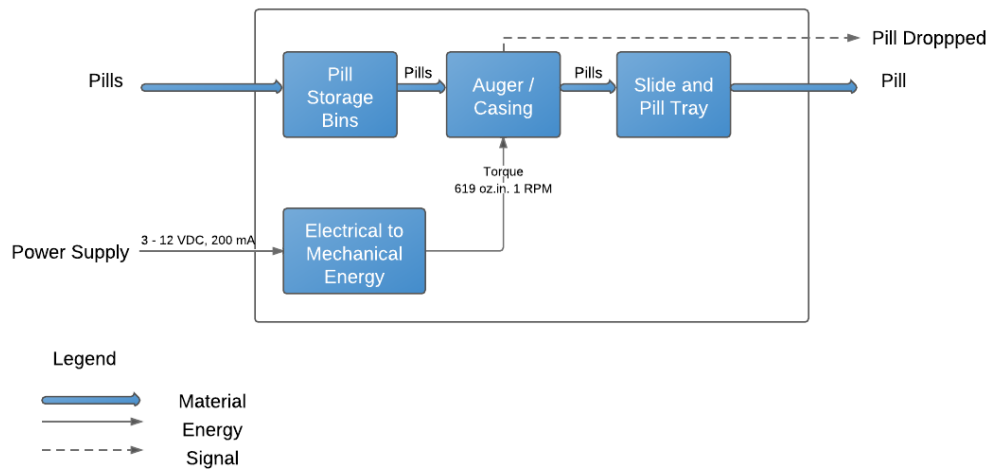 Pill Droppped
Pills
Pill
Storage
Bins
Pills
Auger /
Casing
Pills
Slide and
Pill Tray
Pill
Torque
619 oz.in. 1 RPM
Power Supply
3 - 12 VDC, 200 mA
Electrical to
Mechanical
Energy
Legend
Material
Energy
Signal